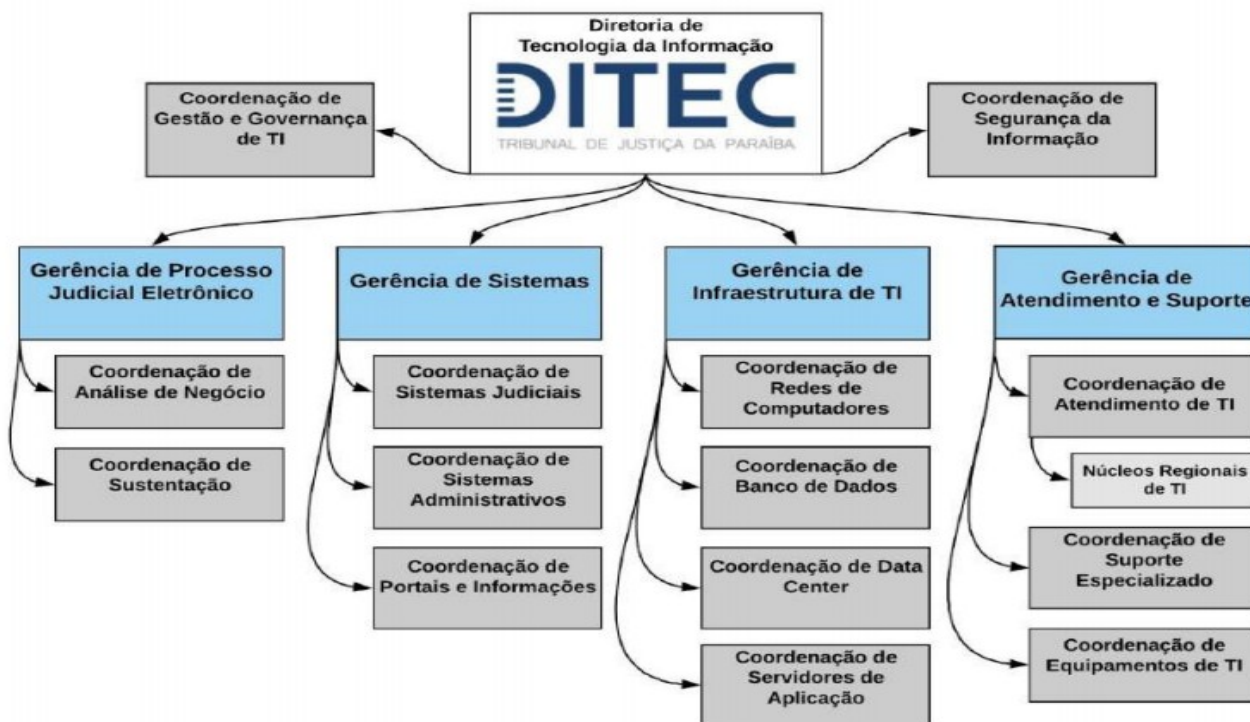 Diretoria de
Tecnologia da Informação
DITEC
TRIBUNAL DE JUSTIÇA DA PARAÍBA
Coordenação de
Gestão e Governança
de TI
Coordenação de
Segurança da
Informação
Gerência de Processo
Judicial Eletrônico
Coordenação de
Análise de Negócio
Coordenação de
Sustentação
Gerência de Sistemas
Coordenação de
Sistemas Judiciais
Coordenação de
Sistemas
Administrativos
Coordenação de
Portais e Informações
Gerência de
Infraestrutura de TI
Coordenação de
Redes de
Computadores
Coordenação de
Banco de Dados
Coordenação de Data
Center
Coordenação de
Servidores de
Aplicação
Gerência de
Atendimento e Suporte
Coordenação de
Atendimento de TI
Núcleos Regionais
de TI
Coordenação de
Suporte
Especializado
Coordenação de
Equipamentos de TI